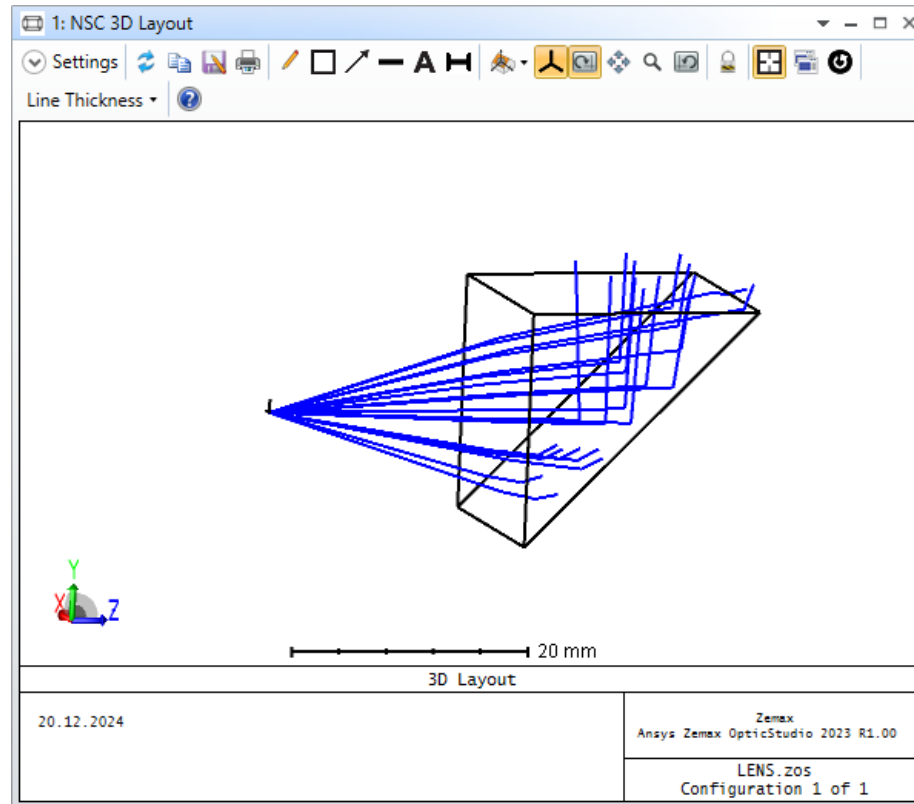 1: NSC 3D Layout
Settings
Line Thickness
Y
X
Z
20 mm
3D Layout
20.12.2024
Zemax
Ansys Zemax OpticStudio 2023 R1.00
LENS.zos
Configuration 1 of 1